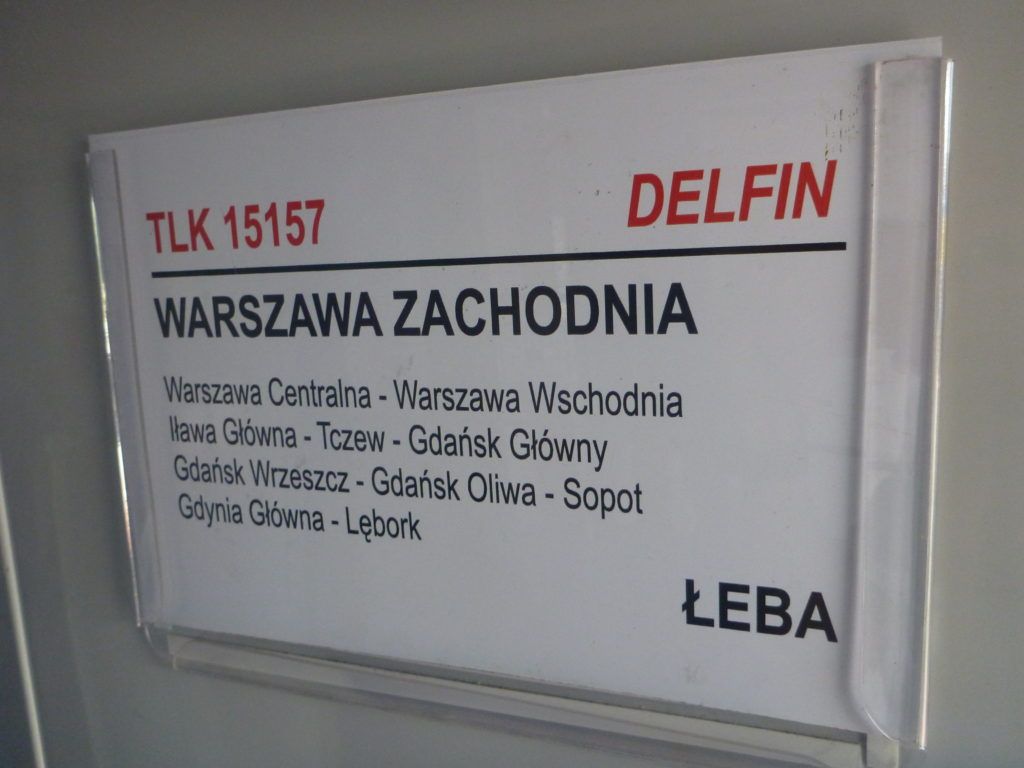 TLK 15157 DELFIN
WARSZAWA ZACHODNIA
Warszawa Centralna - Warszawa Wschodnia
Iława Główna - Tczew - Gdańsk Główny
Gdańsk Wrzeszcz - Gdańsk Oliwa - Sopot
Gdynia Główna - Lębork
ŁEBA